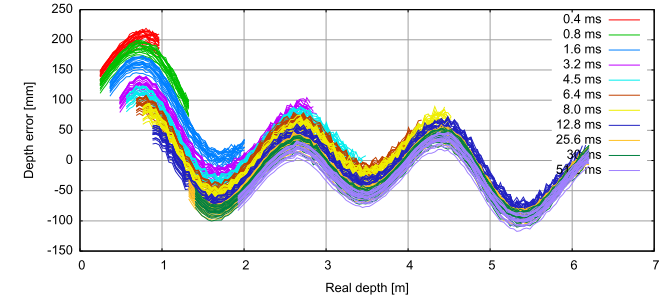 250
200
150
100
50
0
-50
-100
-150
Depth error [mm]
0 1 2 3 4 5 6 7
Real depth [m]
0.4 ms
0.8 ms
1.6 ms
3.2 ms
4.5 ms
6.4 ms
8.0 ms
12.8 ms
25.6 ms
ms
ms